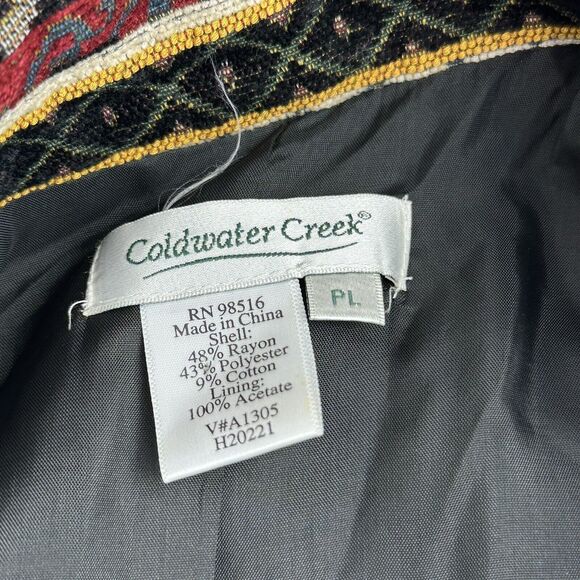 Coldwater Creek®
PL
RN 98516
Made in China
Shell:
48% Rayon
43% Polyester
9% Cotton
Lining:
100% Acetate
V#A1305
H20221